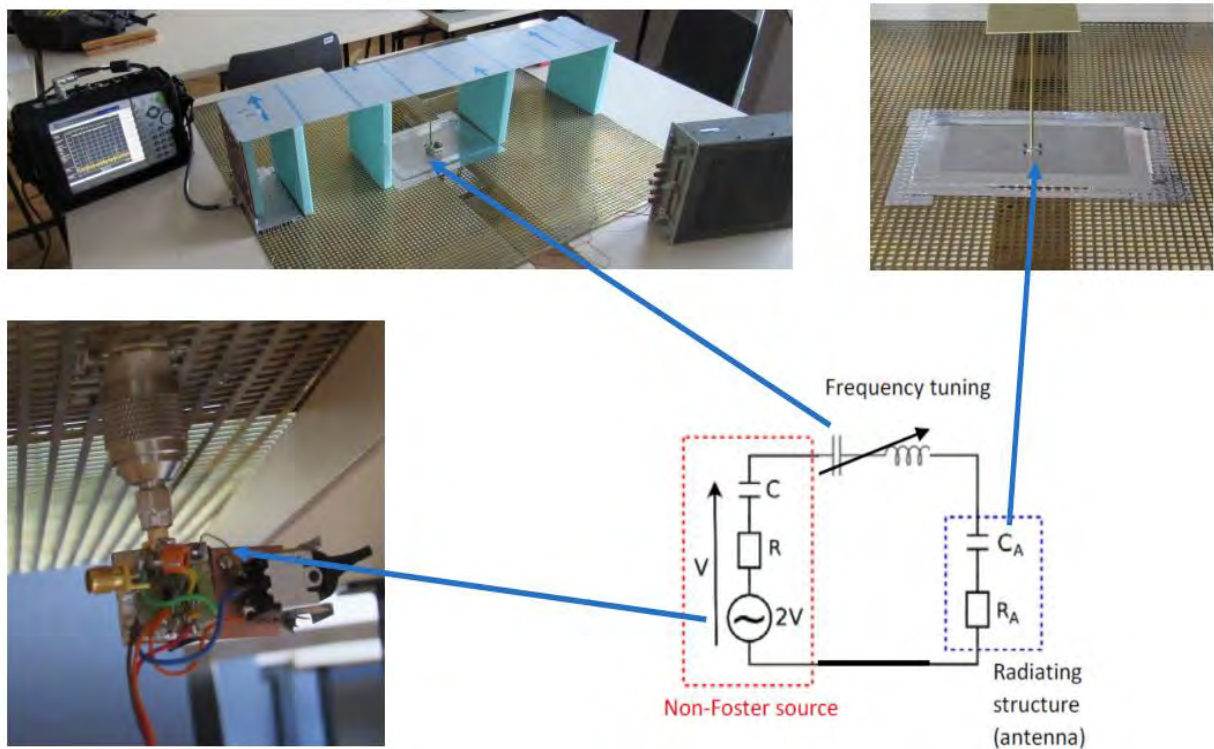 Frequency tuning
C
R
V
2V
C_A
R_A
Non-Foster source
Radiating
structure
(antenna)